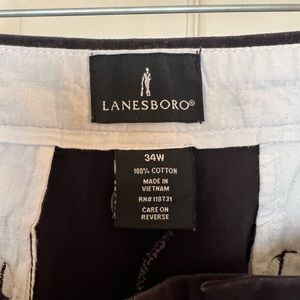 LANESBORO®
34W
100% COTTON
MADE IN
VIETNAM
RN#118731
CARE ON
REVERSE